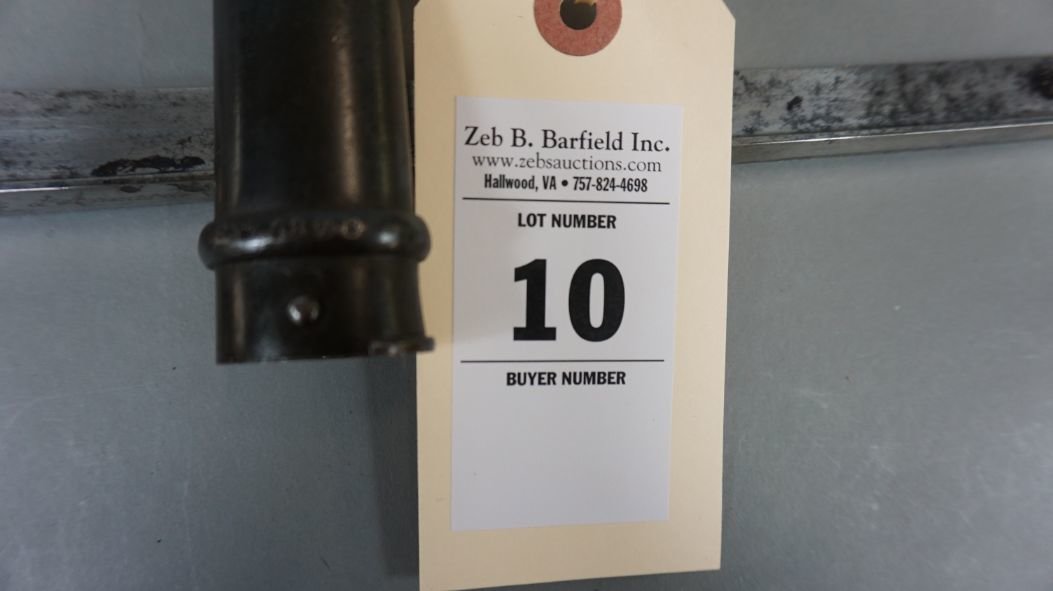 Zeb B. Barfield Inc.
www.zebsauctions.com
Hallwood, VA • 757-824-4698
LOT NUMBER
10
BUYER NUMBER